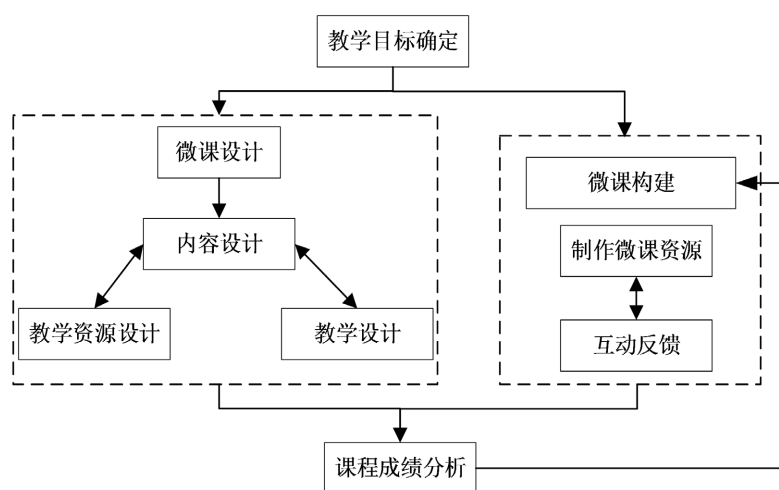 教学目标确定
微课设计
内容设计
教学资源设计
教学设计
微课构建
制作微课资源
互动反馈
课程成绩分析